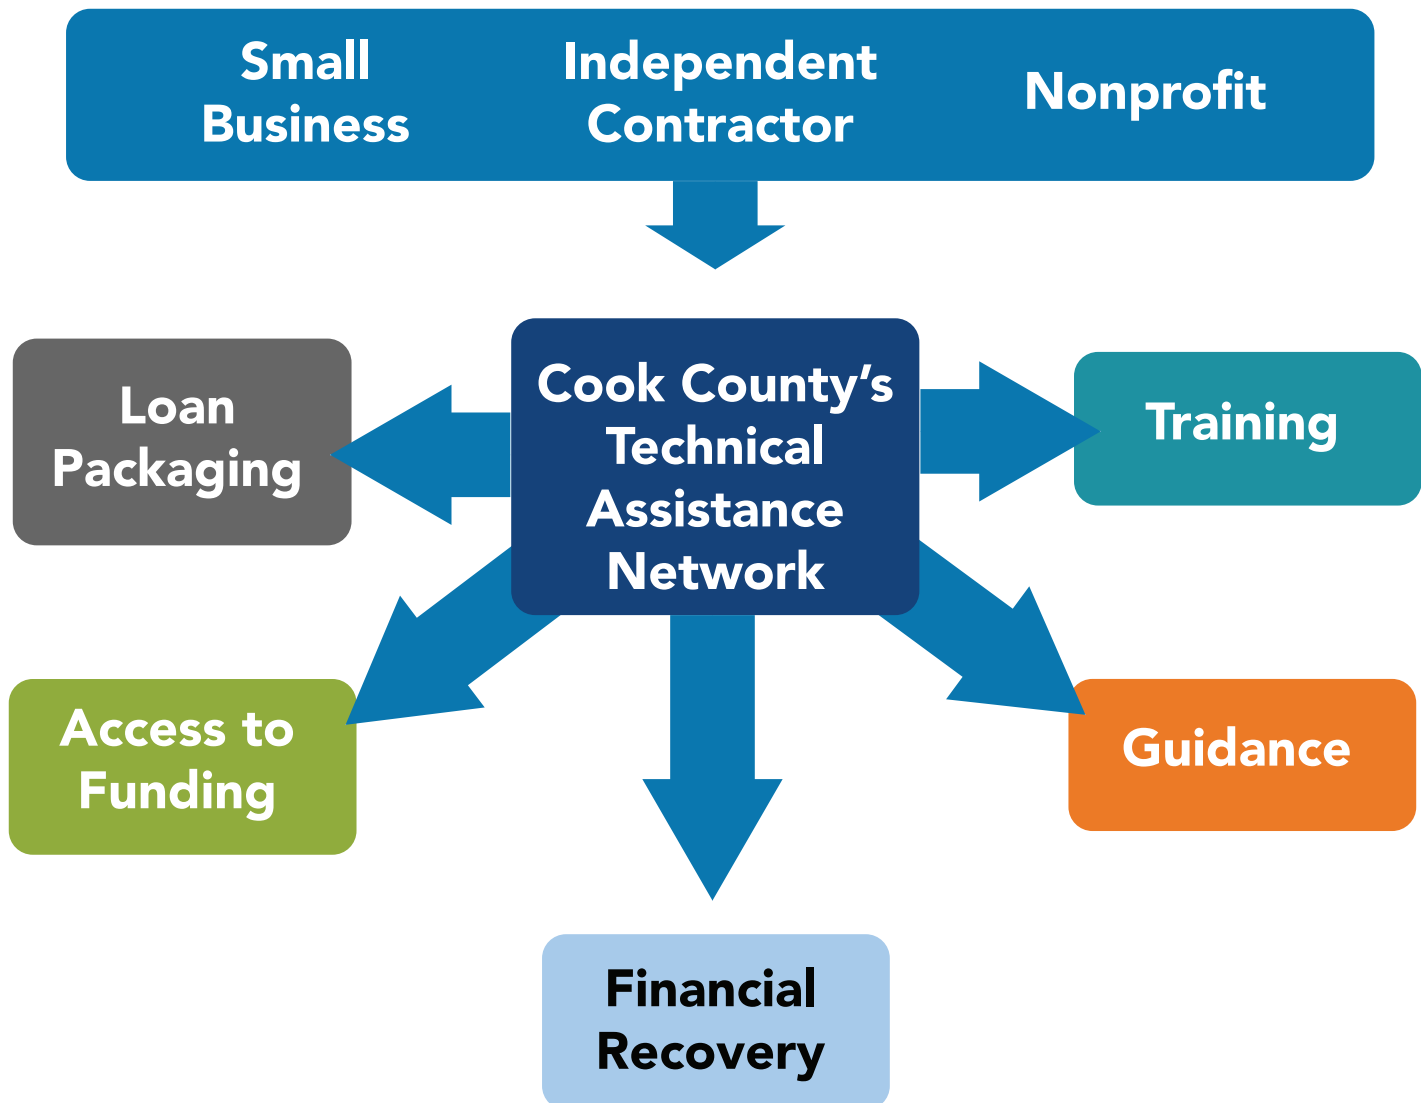 Small
Business
Independent
Contractor
Nonprofit
Cook County’s
Technical
Assistance
Network
Loan
Packaging
Training
Access to
Funding
Guidance
Financial
Recovery